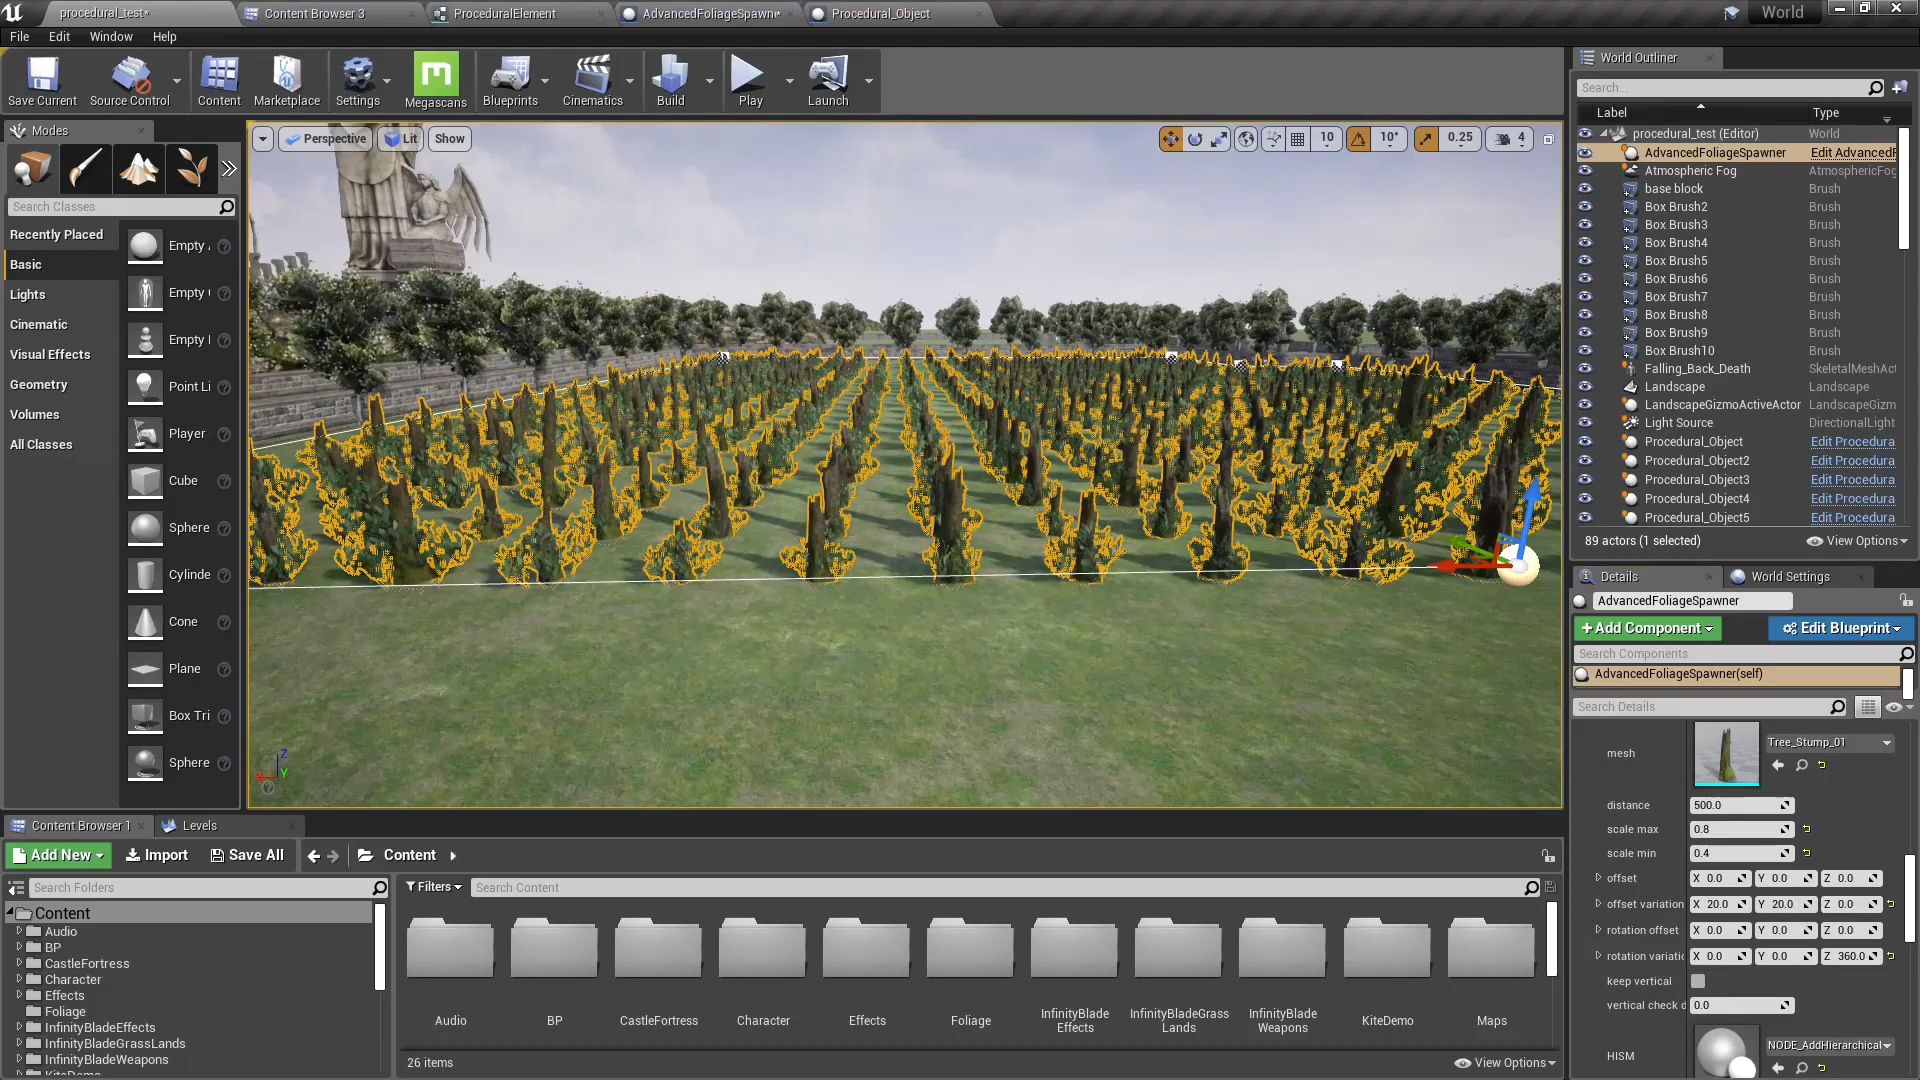 procedural_test*
Content Browser 3
ProceduralElement
AdvancedFoliageSpawn*
Procedural_Object
World
File Edit Window Help
Save Current
Source Control
Content
Marketplace
Settings
Megascans
Blueprints
Cinematics
Build
Play
Launch
Modes
Search Classes
Recently Placed
Basic
Lights
Cinematic
Visual Effects
Geometry
Volumes
All Classes
Empty
Empty
Empty
Point Li
Player
Cube
Sphere
Cylinde
Cone
Plane
Box Tri
Sphere
Perspective
Lit
Show
10
10°
0.25
4
Z
Y
World Outliner
Search...
Label Type
procedural_test (Editor) World
AdvancedFoliageSpawner Edit AdvancedF
Atmospheric Fog AtmosphericFog
base block Brush
Box Brush2 Brush
Box Brush3 Brush
Box Brush4 Brush
Box Brush5 Brush
Box Brush6 Brush
Box Brush7 Brush
Box Brush8 Brush
Box Brush9 Brush
Box Brush10 Brush
Falling_Back_Death SkeletalMeshAct
Landscape Landscape
LandscapeGizmoActiveActor LandscapeGizm
Light Source DirectionalLight
Procedural_Object Edit Procedura
Procedural_Object2 Edit Procedura
Procedural_Object3 Edit Procedura
Procedural_Object4 Edit Procedura
Procedural_Object5 Edit Procedura
89 actors (1 selected) View Options
Details
World Settings
AdvancedFoliageSpawner
+ Add Component
Edit Blueprint
Search Components
AdvancedFoliageSpawner(self)
Search Details
mesh Tree_Stump_01
distance 500.0
scale max 0.8
scale min 0.4
offset X 0.0 Y 0.0 Z 0.0
offset variation X 20.0 Y 20.0 Z 0.0
rotation offset X 0.0 Y 0.0 Z 0.0
rotation variatio X 0.0 Y 0.0 Z 360.0
keep vertical
vertical check d 0.0
HISM NODE_AddHierarchical
Content Browser 1
Levels
Add New
Import
Save All
Content
Search Folders
Filters
Search Content
Content
Audio
BP
CastleFortress
Character
Effects
Foliage
InfinityBladeEffects
InfinityBladeGrassLands
InfinityBladeWeapons
KiteDemo
Audio
BP
CastleFortress
Character
Effects
Foliage
InfinityBlade
Effects
InfinityBladeGrass
Lands
InfinityBlade
Weapons
KiteDemo
Maps
26 items
View Options